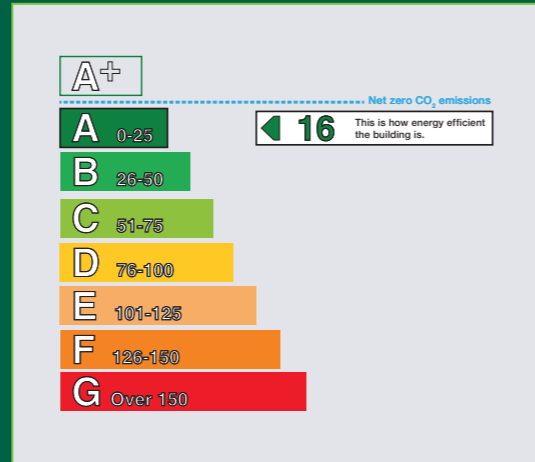 A+
Net zero CO₂ emissions
A 0-25
16 This is how energy efficient
the building is.
B 26-50
C 51-75
D 76-100
E 101-125
F 126-150
G Over 150